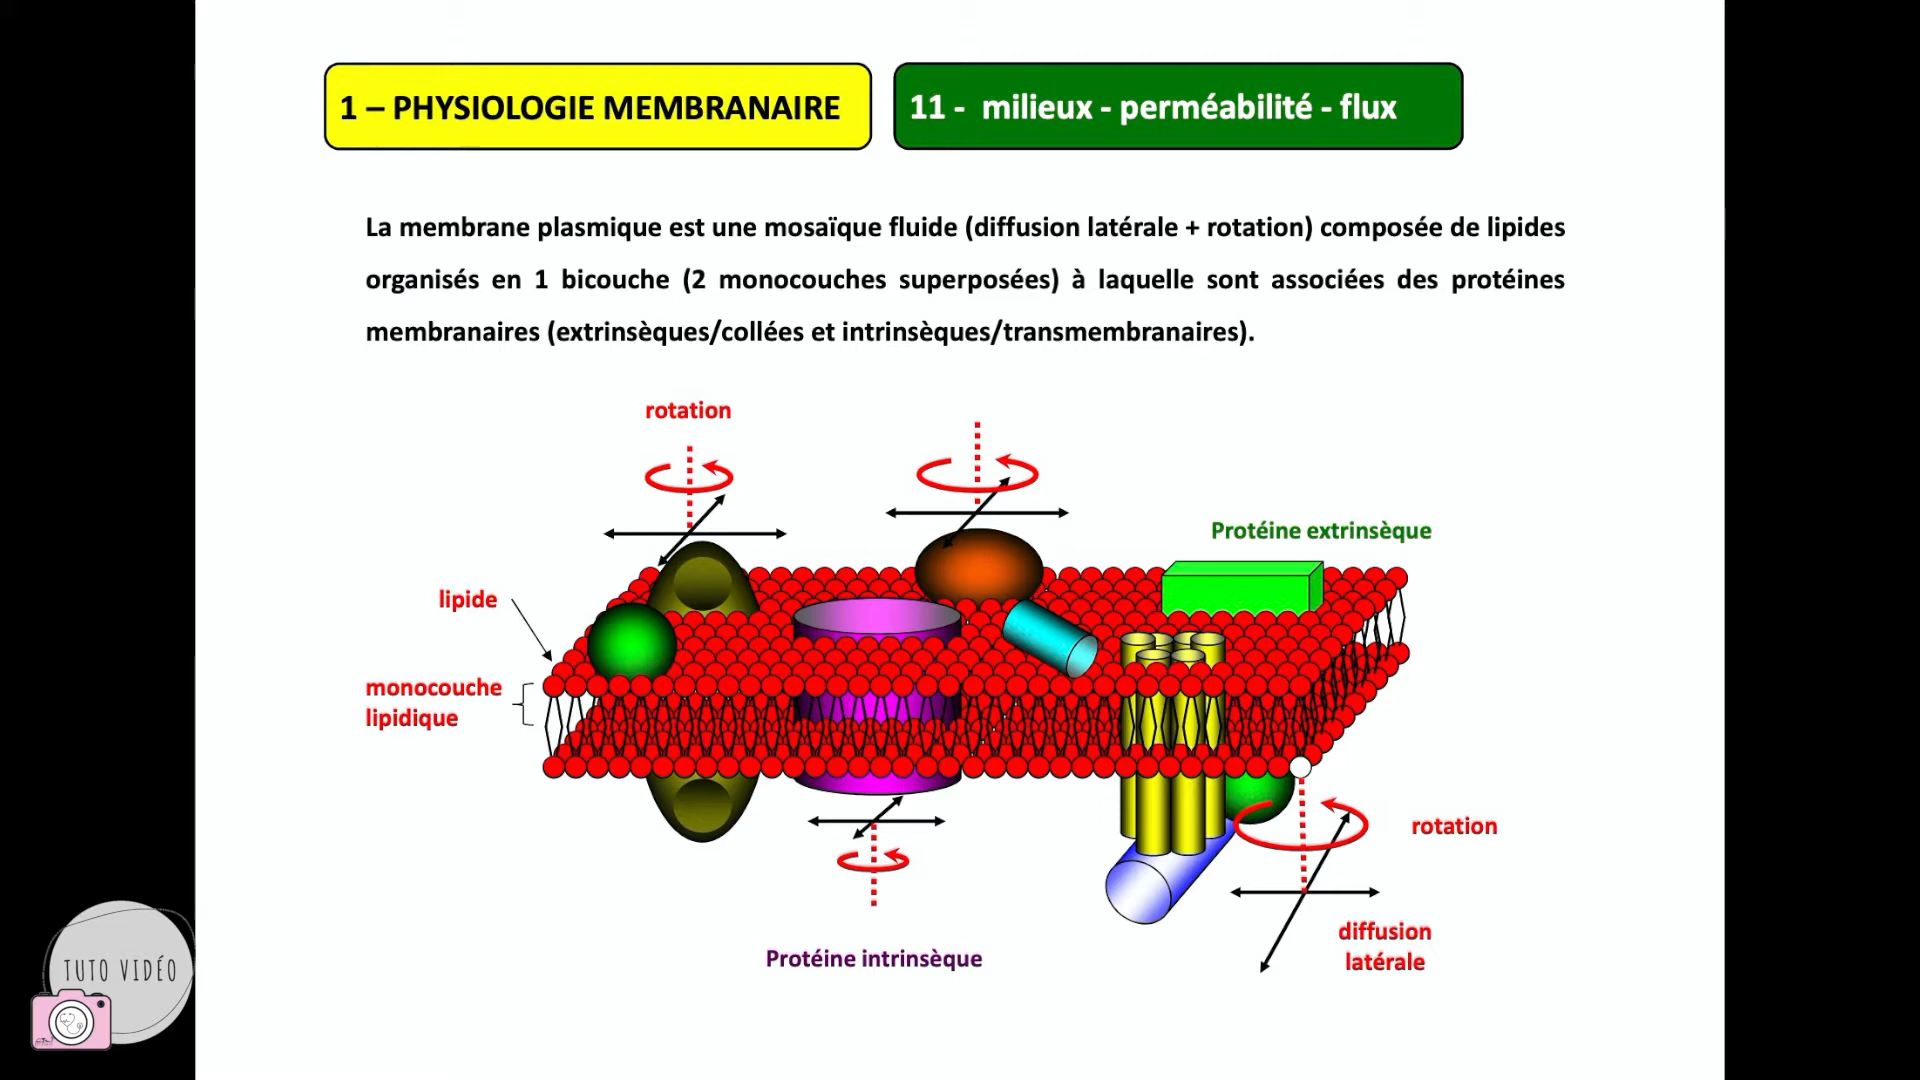 1 – PHYSIOLOGIE MEMBRANAIRE
11 -  milieux - perméabilité - flux
La membrane plasmique est une mosaïque fluide (diffusion latérale + rotation) composée de lipides
organisés en 1 bicouche (2 monocouches superposées) à laquelle sont associées des protéines
membranaires (extrinsèques/collées et intrinsèques/transmembranaires).
rotation
Protéine extrinsèque
lipide
monocouche
lipidique
rotation
diffusion
latérale
Protéine intrinsèque
TUTO VIDÉO